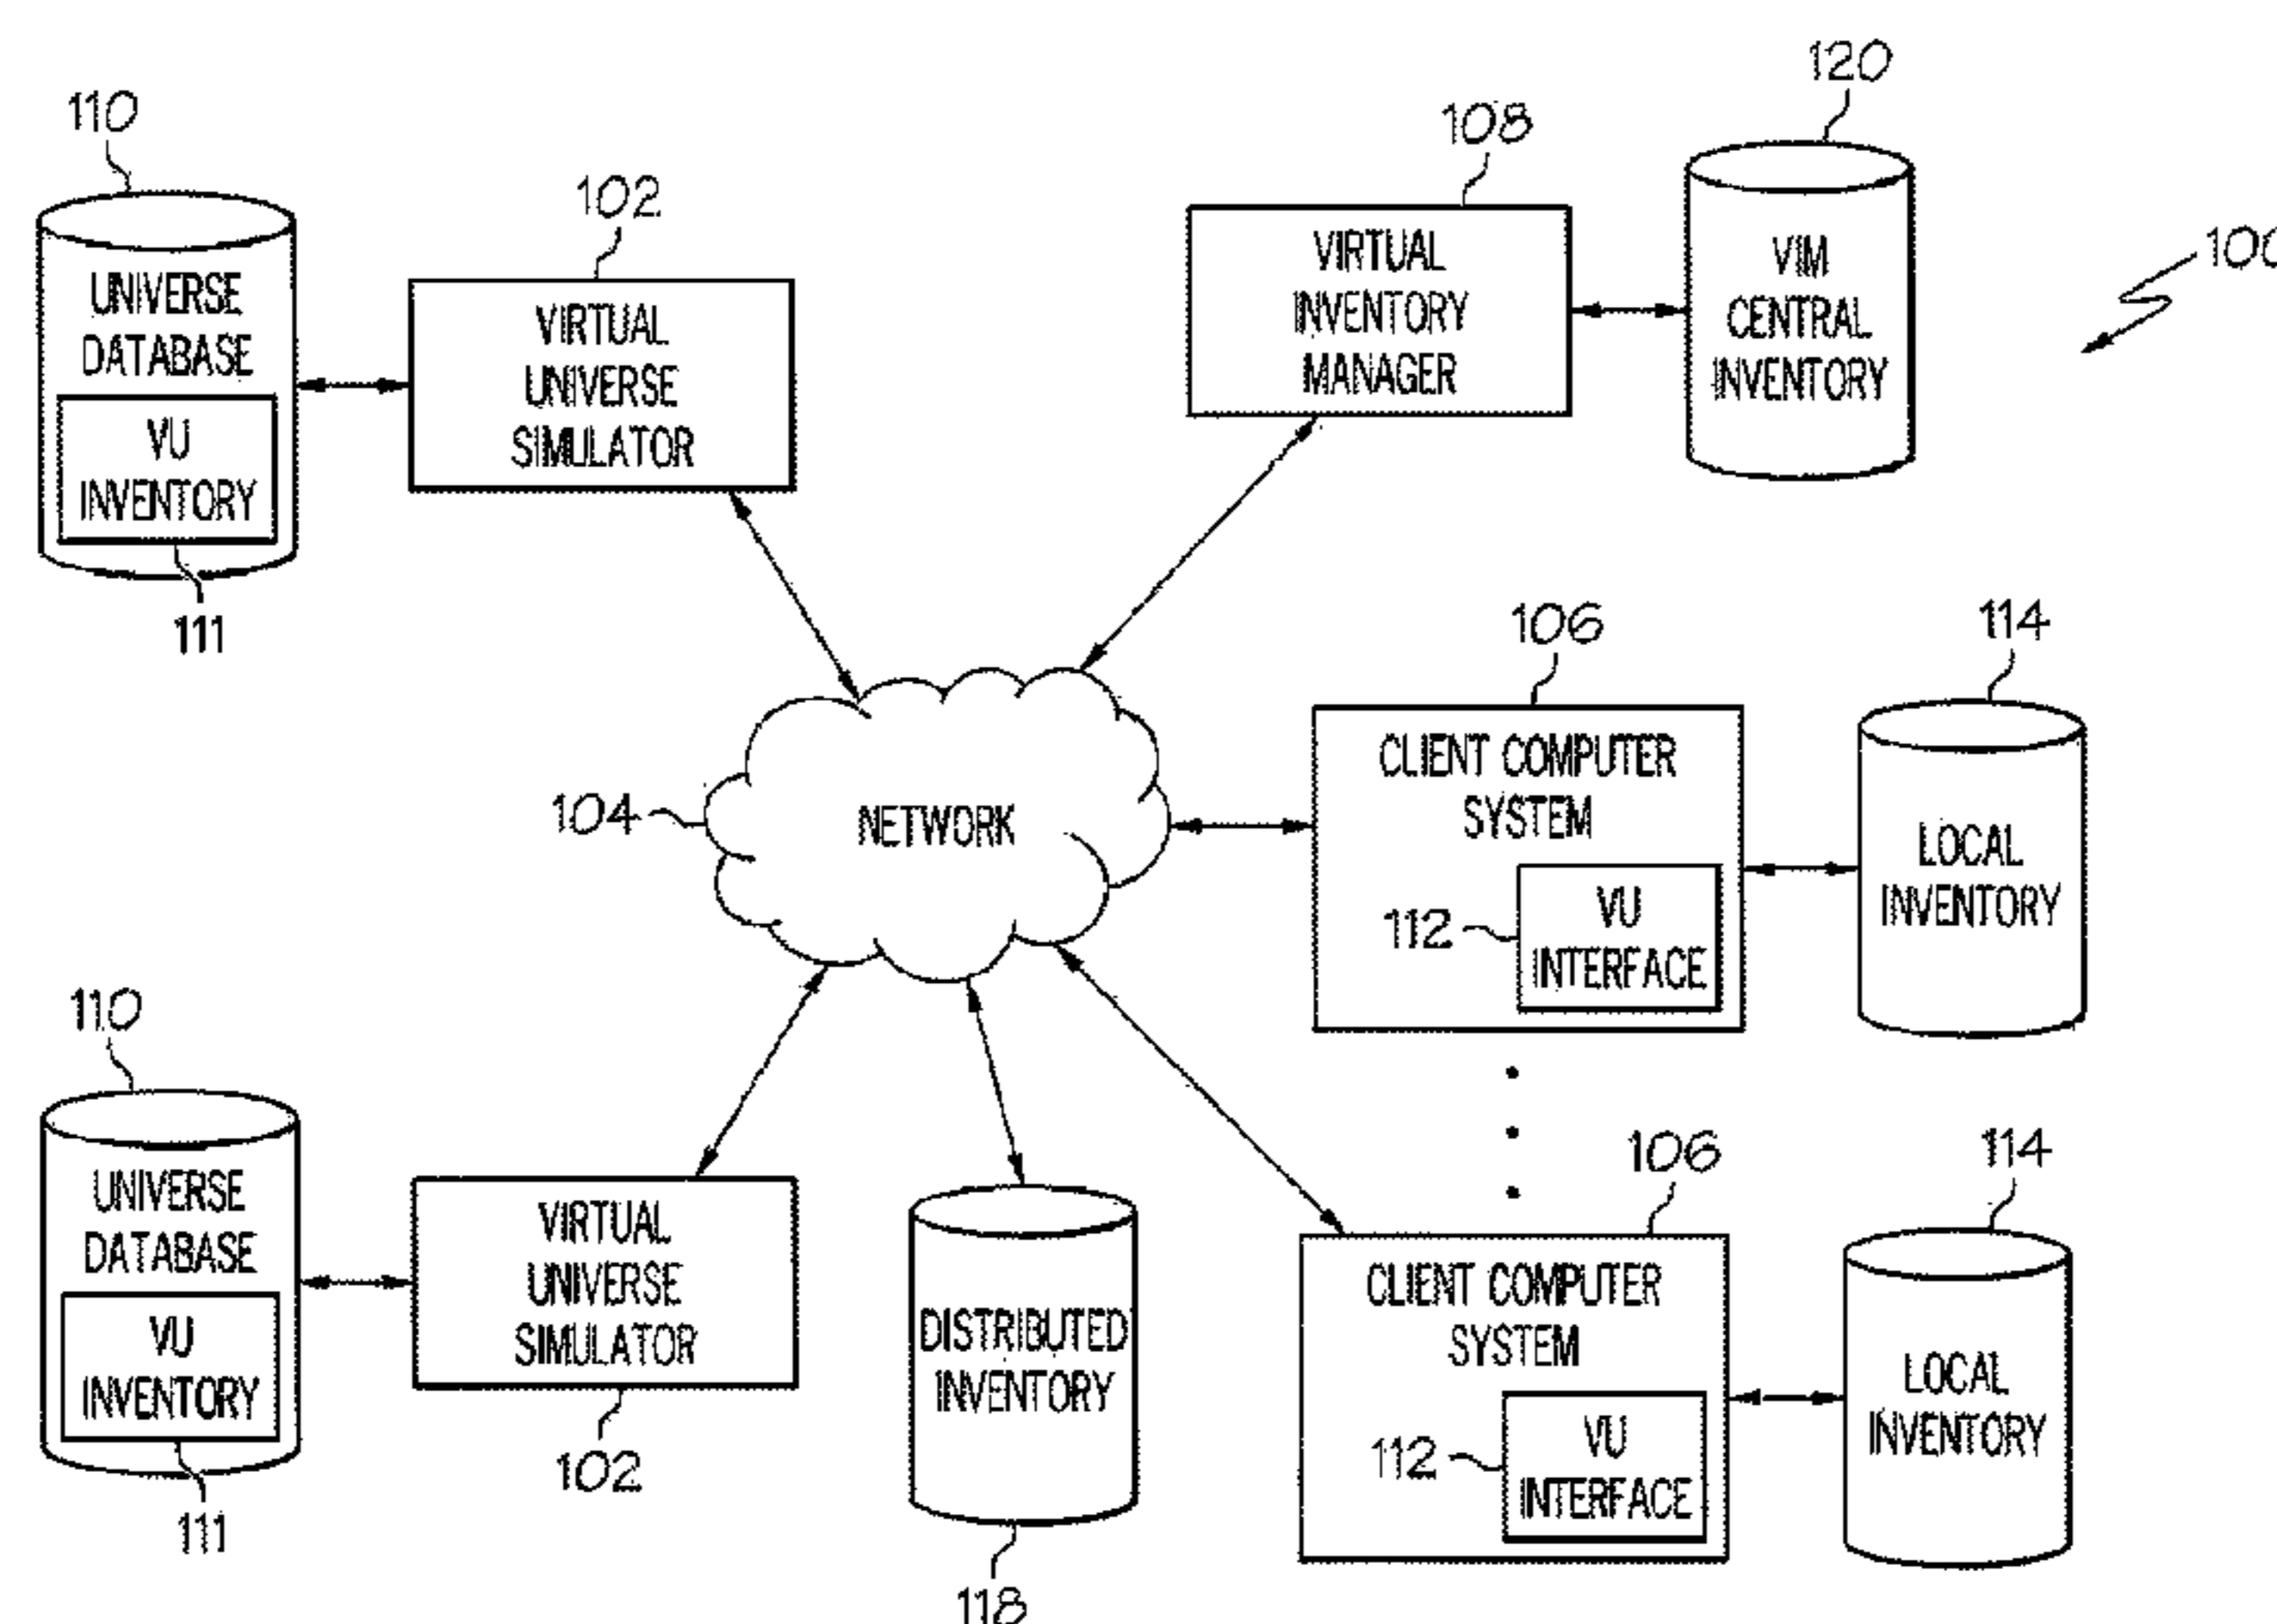 120
110
108
102
100
UNIVERSE
DATABASE
VU
INVENTORY
111
VIRTUAL
UNIVERSE
SIMULATOR
VIRTUAL
INVENTORY
MANAGER
VIM
CENTRAL
INVENTORY
104
NETWORK
106
114
CLIENT COMPUTER
SYSTEM
112
VU
INTERFACE
LOCAL
INVENTORY
110
UNIVERSE
DATABASE
VU
INVENTORY
111
VIRTUAL
UNIVERSE
SIMULATOR
102
DISTRIBUTED
INVENTORY
118
106
114
CLIENT COMPUTER
SYSTEM
112
VU
INTERFACE
LOCAL
INVENTORY